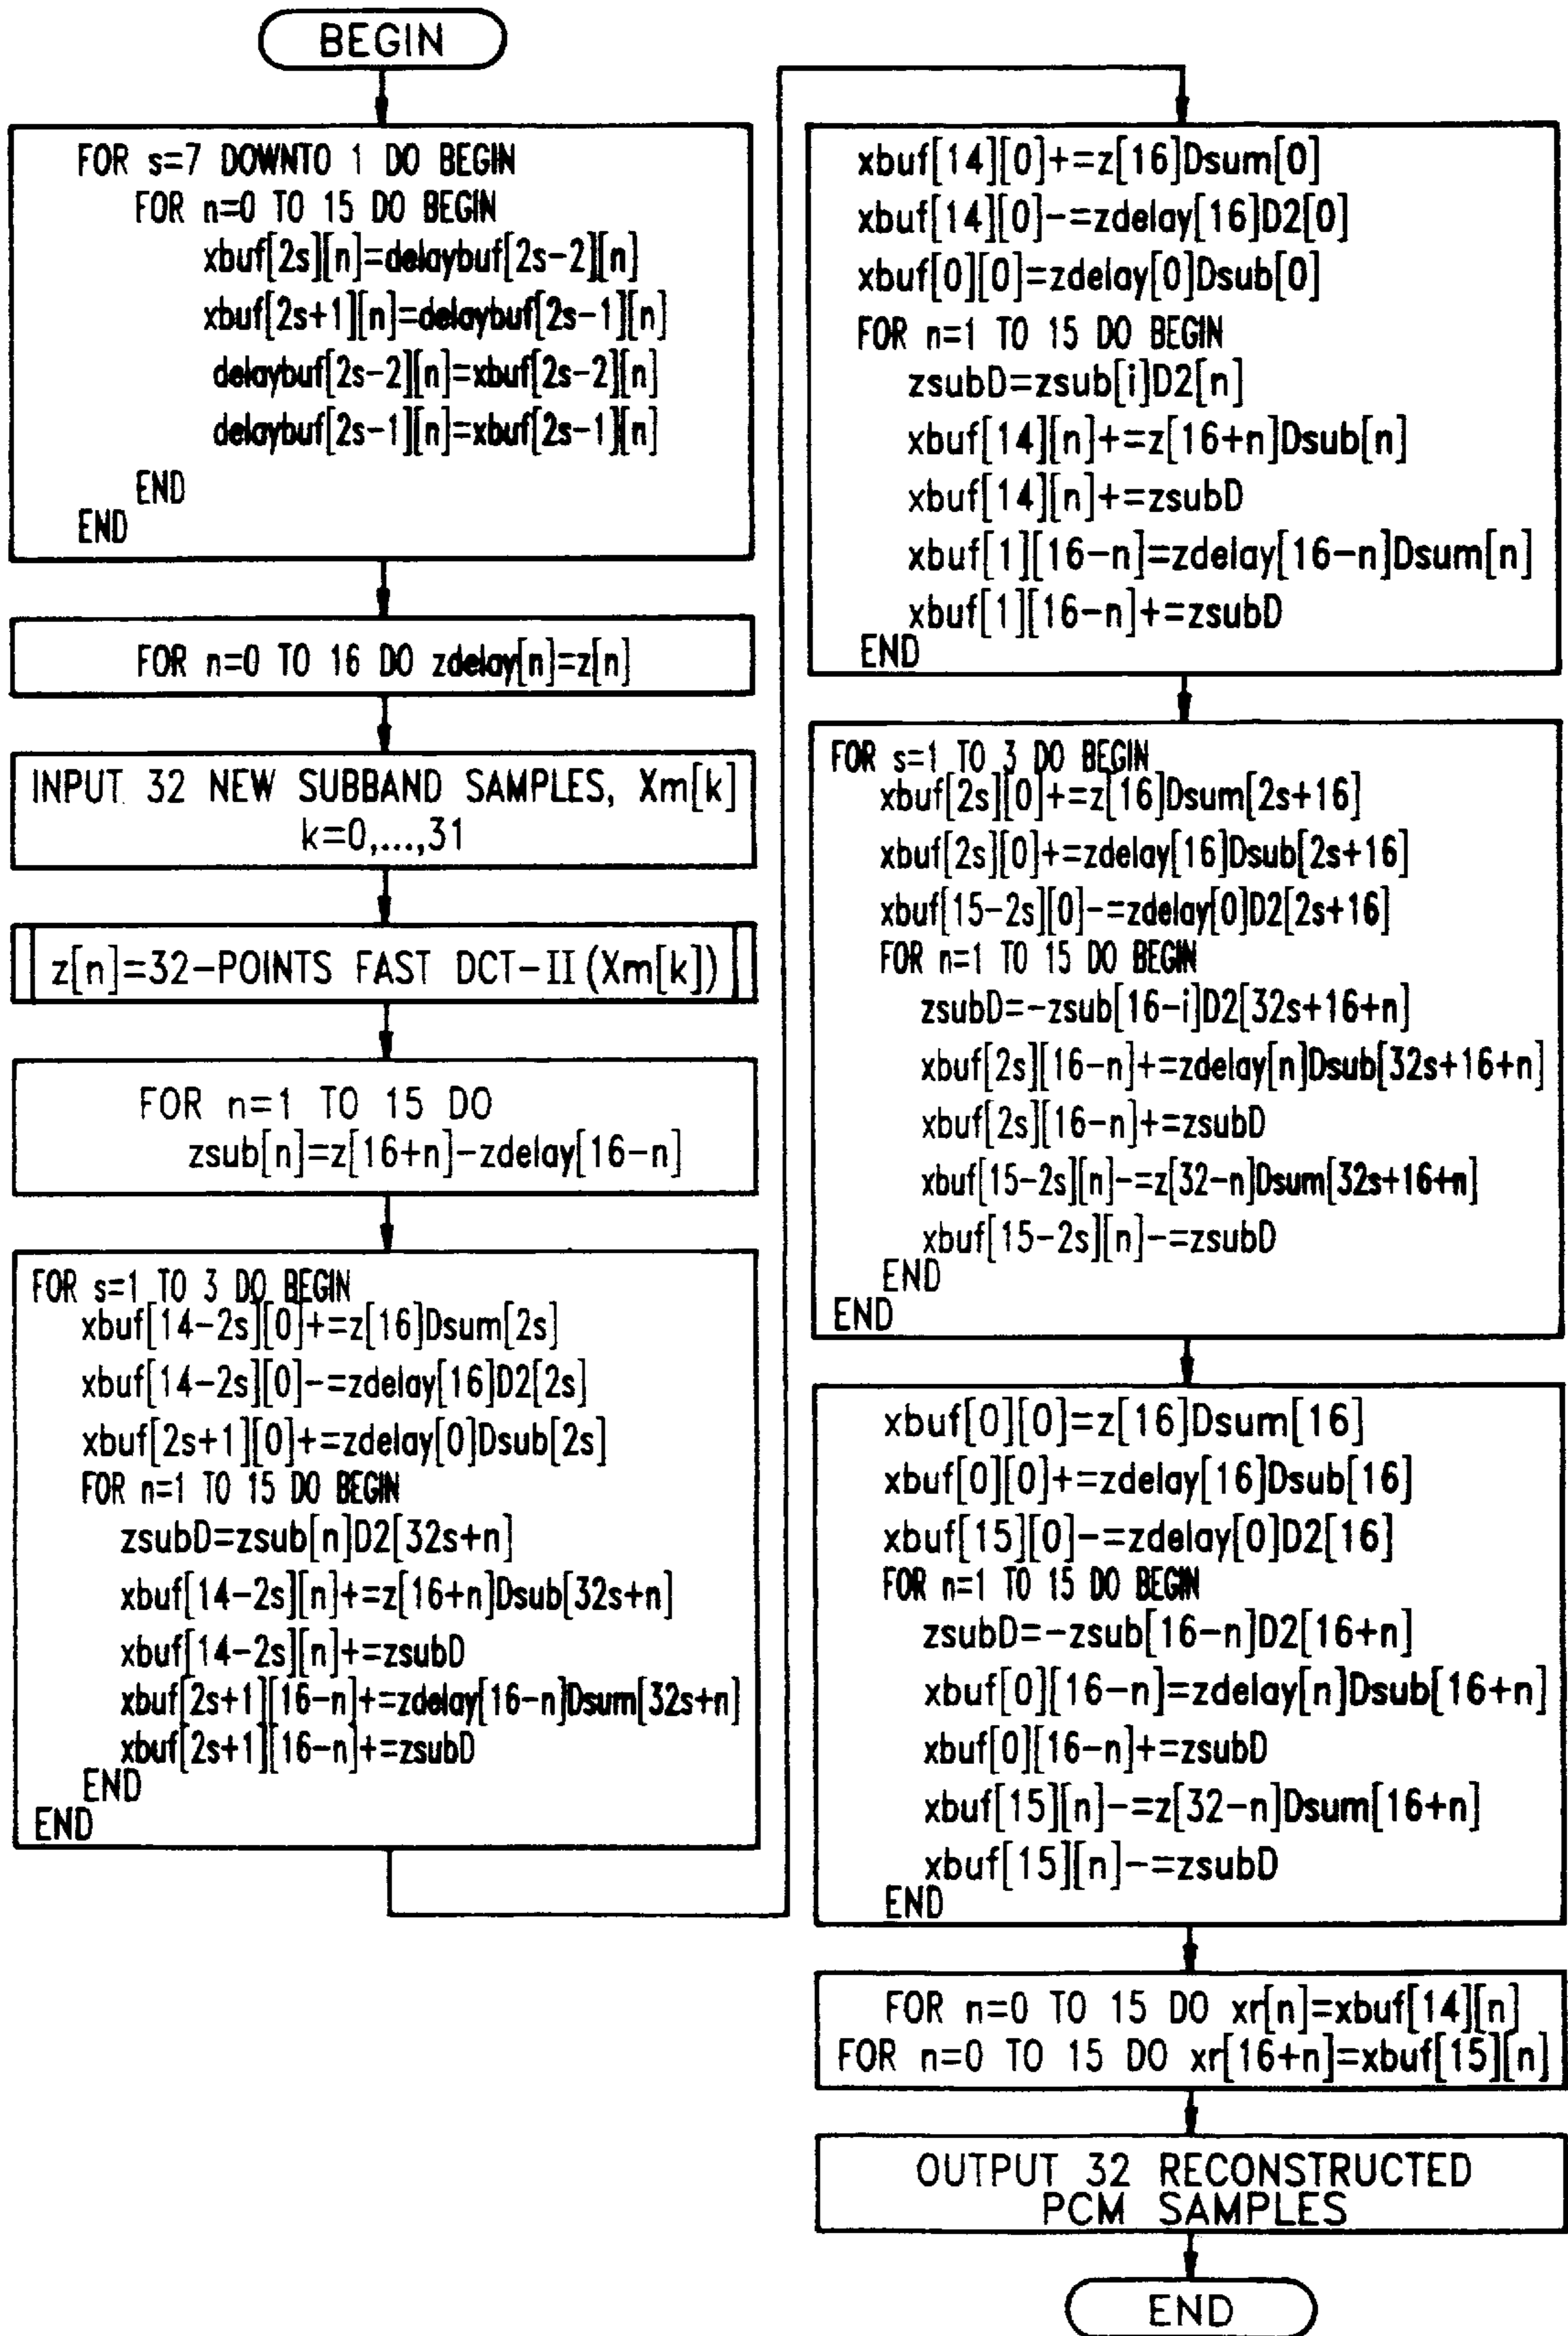 BEGIN
FOR s=7 DOWNTO 1 DO BEGIN
FOR n=0 TO 15 DO BEGIN
xbuf[2s][n]=delaybuf[2s-2][n]
xbuf[2s+1][n]=delaybuf[2s-1][n]
delaybuf[2s-2][n]=xbuf[2s-2][n]
delaybuf[2s-1][n]=xbuf[2s-1][n]
END
END
FOR n=0 TO 16 DO zdelay[n]=z[n]
INPUT 32 NEW SUBBAND SAMPLES, Xm[k]
k=0,...,31
z[n]=32-POINTS FAST DCT-II(Xm[k])
FOR n=1 TO 15 DO
zsub[n]=z[16+n]-zdelay[16-n]
FOR s=1 TO 3 DO BEGIN
xbuf[14-2s][0]+=z[16]Dsum[2s]
xbuf[14-2s][0]-=zdelay[16]D2[2s]
xbuf[2s+1][0]+=zdelay[0]Dsub[2s]
FOR n=1 TO 15 DO BEGIN
zsubD=zsub[n]D2[32s+n]
xbuf[14-2s][n]+=z[16+n]Dsub[32s+n]
xbuf[14-2s][n]+=zsubD
xbuf[2s+1][16-n]+=zdelay[16-n]Dsum[32s+n]
xbuf[2s+1][16-n]+=zsubD
END
END
xbuf[14][0]+=z[16]Dsum[0]
xbuf[14][0]-=zdelay[16]D2[0]
xbuf[0][0]=zdelay[0]Dsub[0]
FOR n=1 TO 15 DO BEGIN
zsubD=zsub[i]D2[n]
xbuf[14][n]+=z[16+n]Dsub[n]
xbuf[14][n]+=zsubD
xbuf[1][16-n]=zdelay[16-n]Dsum[n]
xbuf[1][16-n]+=zsubD
END
FOR s=1 TO 3 DO BEGIN
xbuf[2s][0]+=z[16]Dsum[2s+16]
xbuf[2s][0]+=zdelay[16]Dsub[2s+16]
xbuf[15-2s][0]-=zdelay[0]D2[2s+16]
FOR n=1 TO 15 DO BEGIN
zsubD=-zsub[16-i]D2[32s+16+n]
xbuf[2s][16-n]+=zdelay[n]Dsub[32s+16+n]
xbuf[2s][16-n]+=zsubD
xbuf[15-2s][n]-=z[32-n]Dsum[32s+16+n]
xbuf[15-2s][n]-=zsubD
END
END
xbuf[0][0]=z[16]Dsum[16]
xbuf[0][0]+=zdelay[16]Dsub[16]
xbuf[15][0]-=zdelay[0]D2[16]
FOR n=1 TO 15 DO BEGIN
zsubD=-zsub[16-n]D2[16+n]
xbuf[0][16-n]=zdelay[n]Dsub[16+n]
xbuf[0][16-n]+=zsubD
xbuf[15][n]-=z[32-n]Dsum[16+n]
xbuf[15][n]-=zsubD
END
FOR n=0 TO 15 DO xr[n]=xbuf[14][n]
FOR n=0 TO 15 DO xr[16+n]=xbuf[15][n]
OUTPUT 32 RECONSTRUCTED
PCM SAMPLES
END